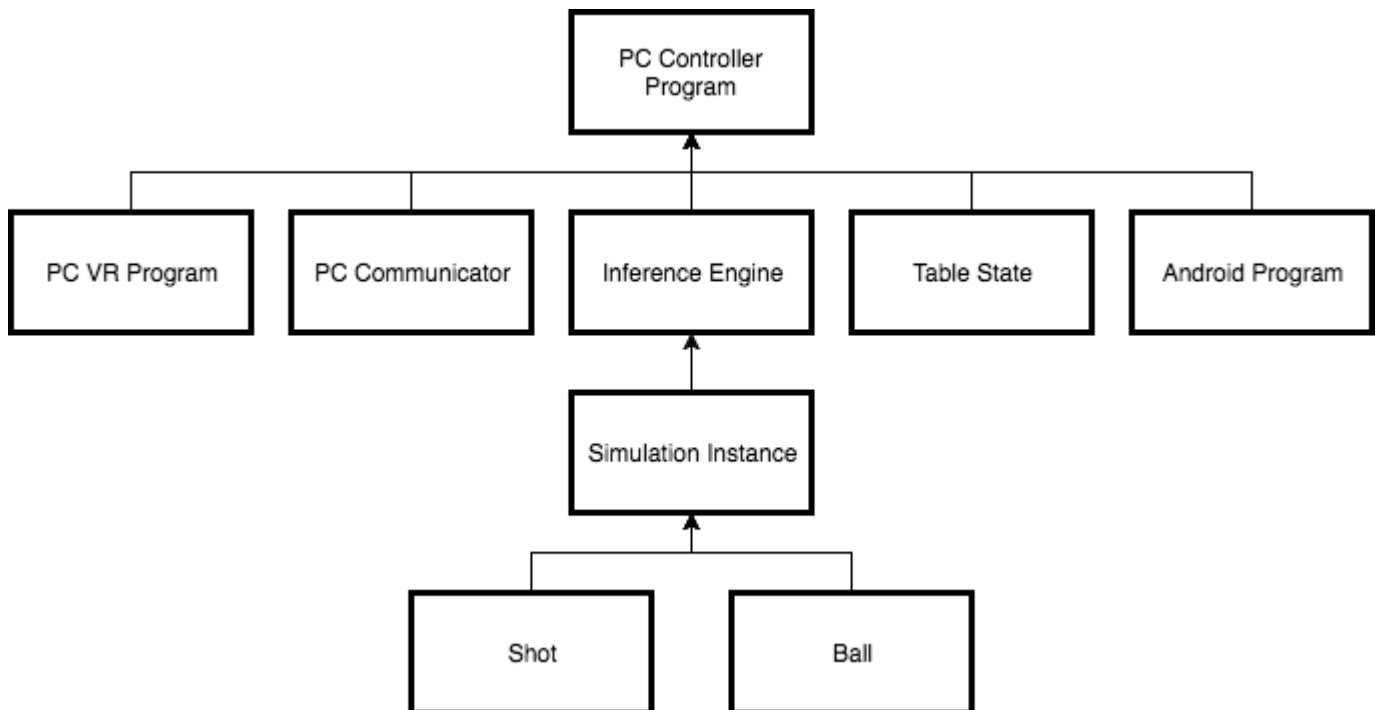 PC Controller
Program
PC VR Program
PC Communicator
Inference Engine
Table State
Android Program
Simulation Instance
Shot
Ball